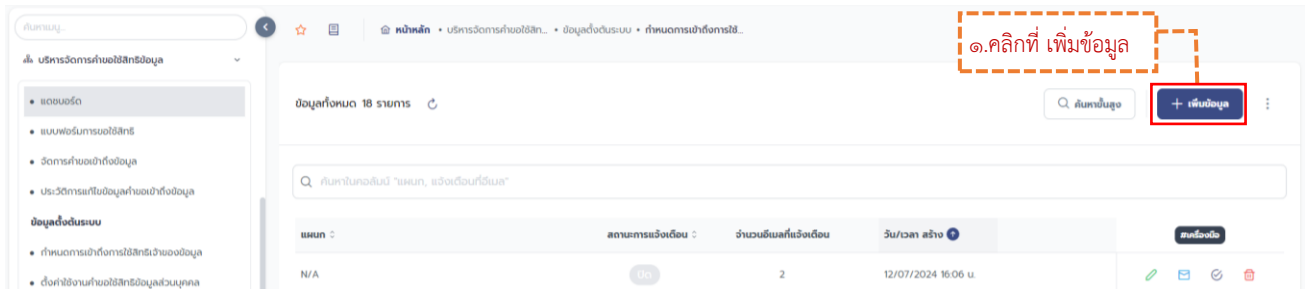 ค้นหาเมนู..
หน้าหลัก • บริหารจัดการคำขอใช้สิท... • ข้อมูลตั้งต้นระบบ • กำหนดการเข้าถึงการใช้...
๑.คลิกที่ เพิ่มข้อมูล
บริหารจัดการคำขอใช้สิทธิข้อมูล
• แดชบอร์ด
• แบบฟอร์มการขอใช้สิทธิ
• จัดการคำขอเข้าถึงข้อมูล
• ประวัติการแก้ไขข้อมูลคำขอเข้าถึงข้อมูล
ข้อมูลตั้งต้นระบบ
• กำหนดการเข้าถึงการใช้สิทธิเจ้าของข้อมูล
• ตั้งค่าใช้งานคำขอใช้สิทธิข้อมูลส่วนบุคคล
ข้อมูลทั้งหมด 18 รายการ
ค้นหาขั้นสูง
+ เพิ่มข้อมูล
ค้นหาในคอลัมน์ "แผนก, แจ้งเตือนที่อีเมล"
แผนก สถานะการแจ้งเตือน จำนวนอีเมลที่แจ้งเตือน วัน/เวลา สร้าง #เครื่องมือ
N/A ปิด 2 12/07/2024 16:06 น.